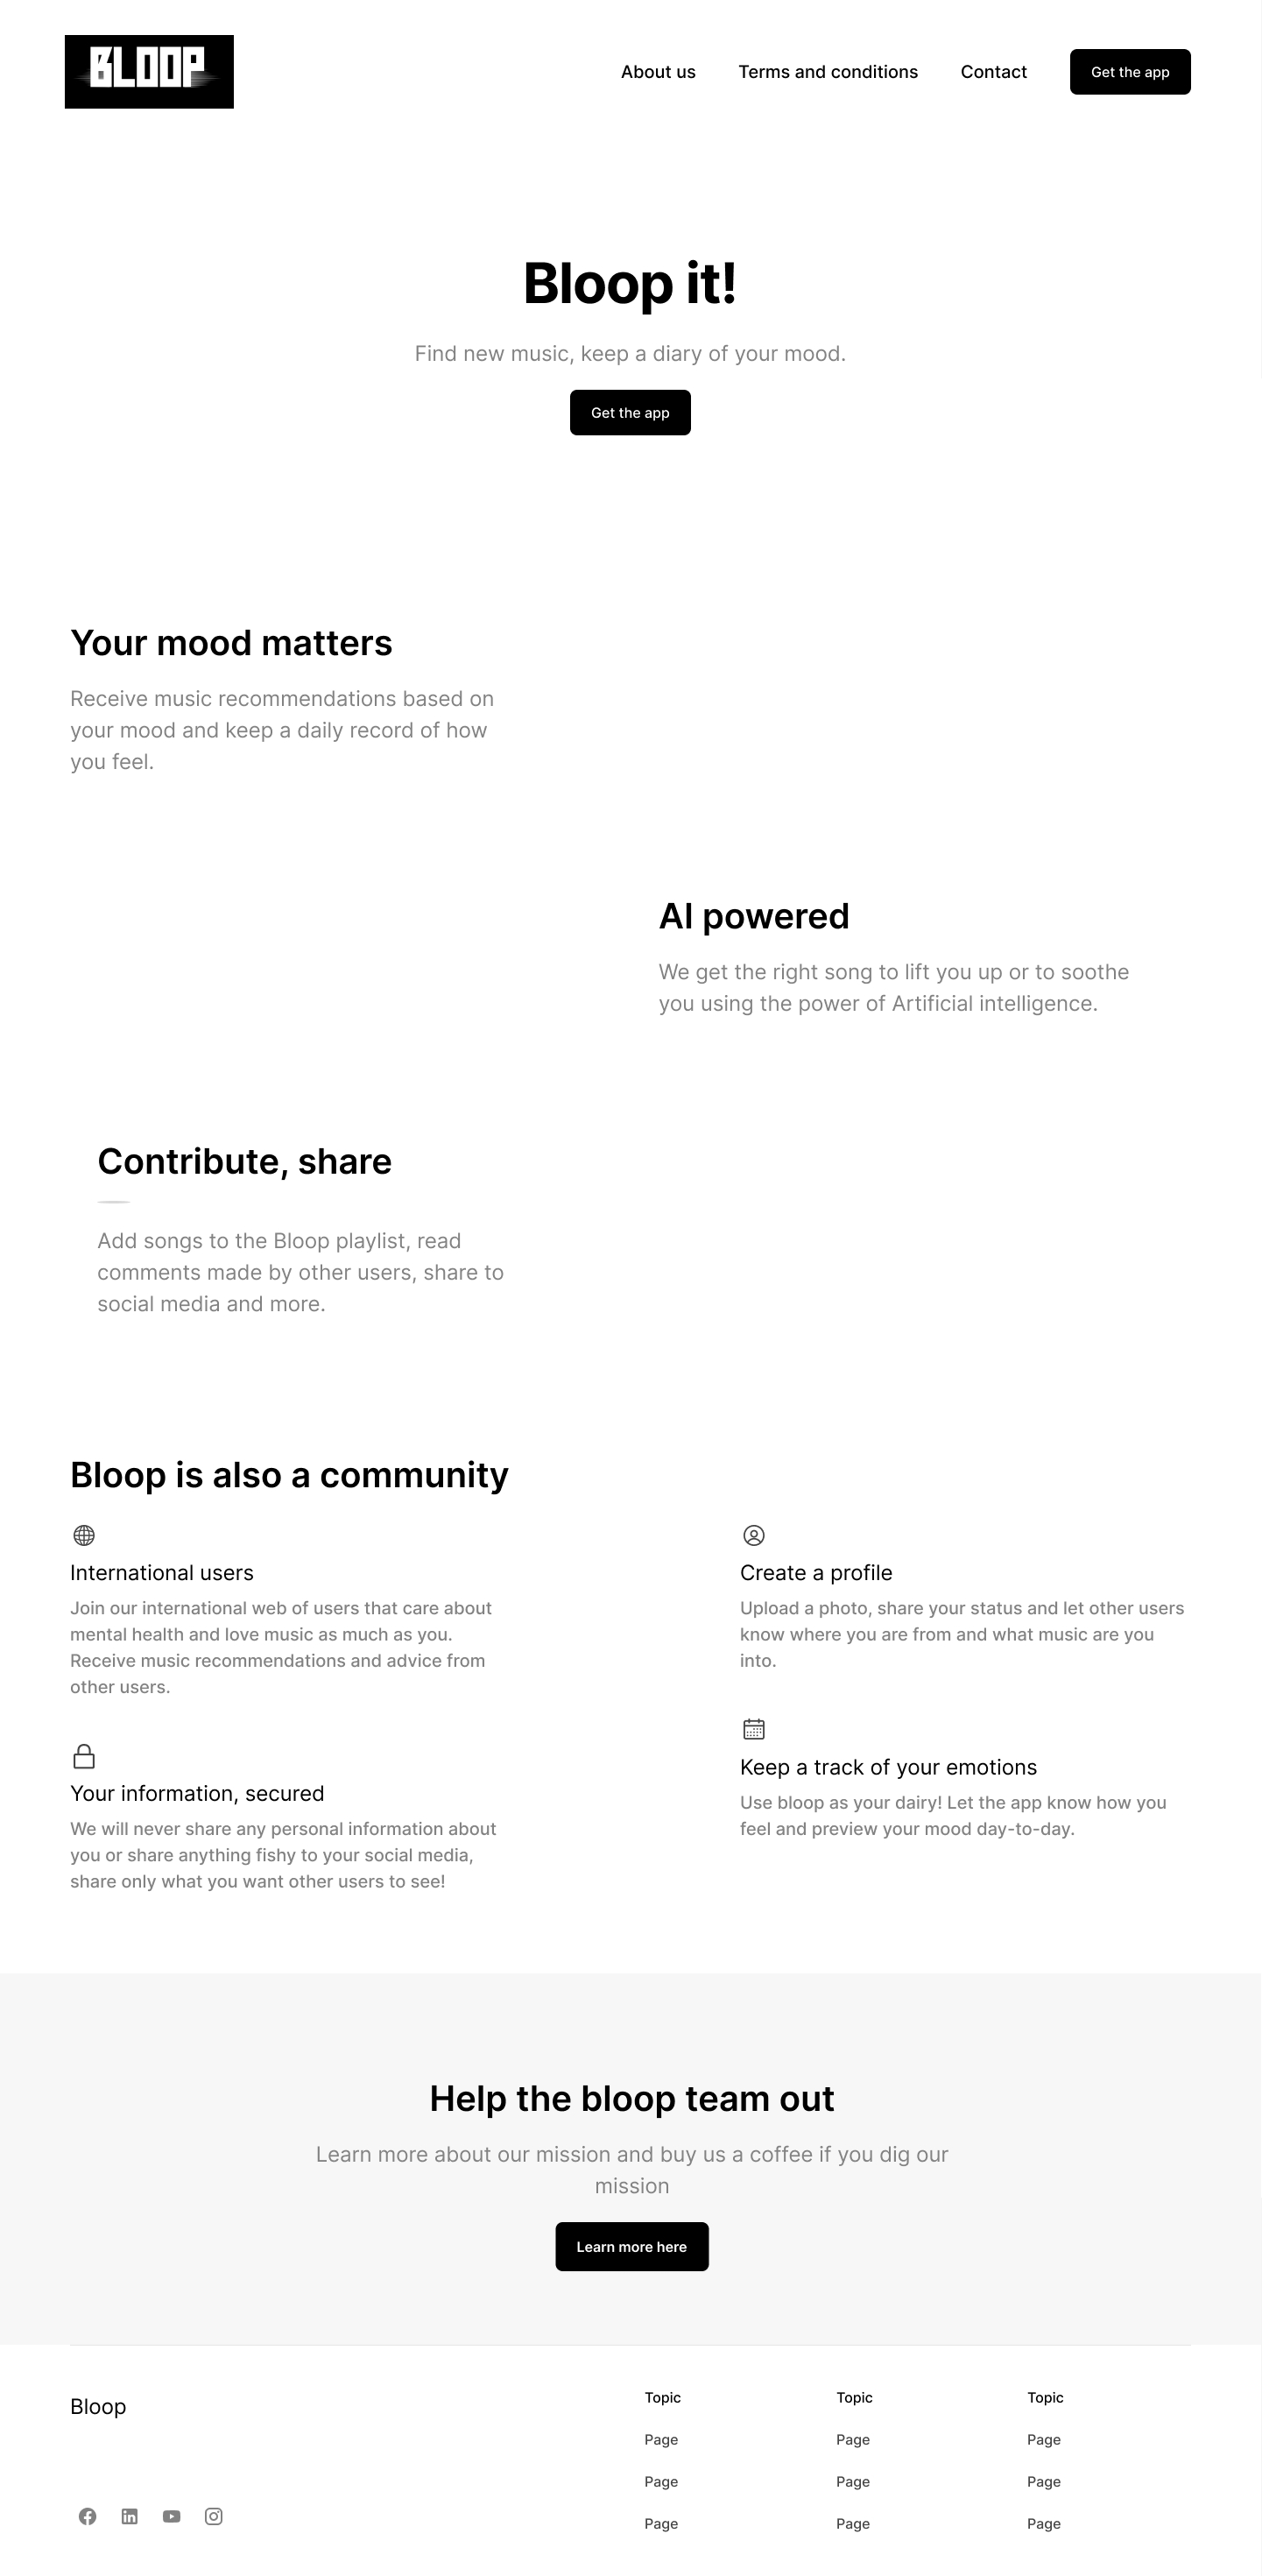 BLOOP
About us
Terms and conditions
Contact
Get the app
Bloop it!
Find new music, keep a diary of your mood.
Get the app
Your mood matters
Receive music recommendations based on
your mood and keep a daily record of how
you feel.
AI powered
We get the right song to lift you up or to soothe
you using the power of Artificial intelligence.
Contribute, share
Add songs to the Bloop playlist, read
comments made by other users, share to
social media and more.
Bloop is also a community
International users
Join our international web of users that care about
mental health and love music as much as you.
Receive music recommendations and advice from
other users.
Create a profile
Upload a photo, share your status and let other users
know where you are from and what music are you
into.
Your information, secured
We will never share any personal information about
you or share anything fishy to your social media,
share only what you want other users to see!
Keep a track of your emotions
Use bloop as your dairy! Let the app know how you
feel and preview your mood day-to-day.
Help the bloop team out
Learn more about our mission and buy us a coffee if you dig our
mission
Learn more here
Bloop
Topic
Page
Page
Page
Topic
Page
Page
Page
Topic
Page
Page
Page